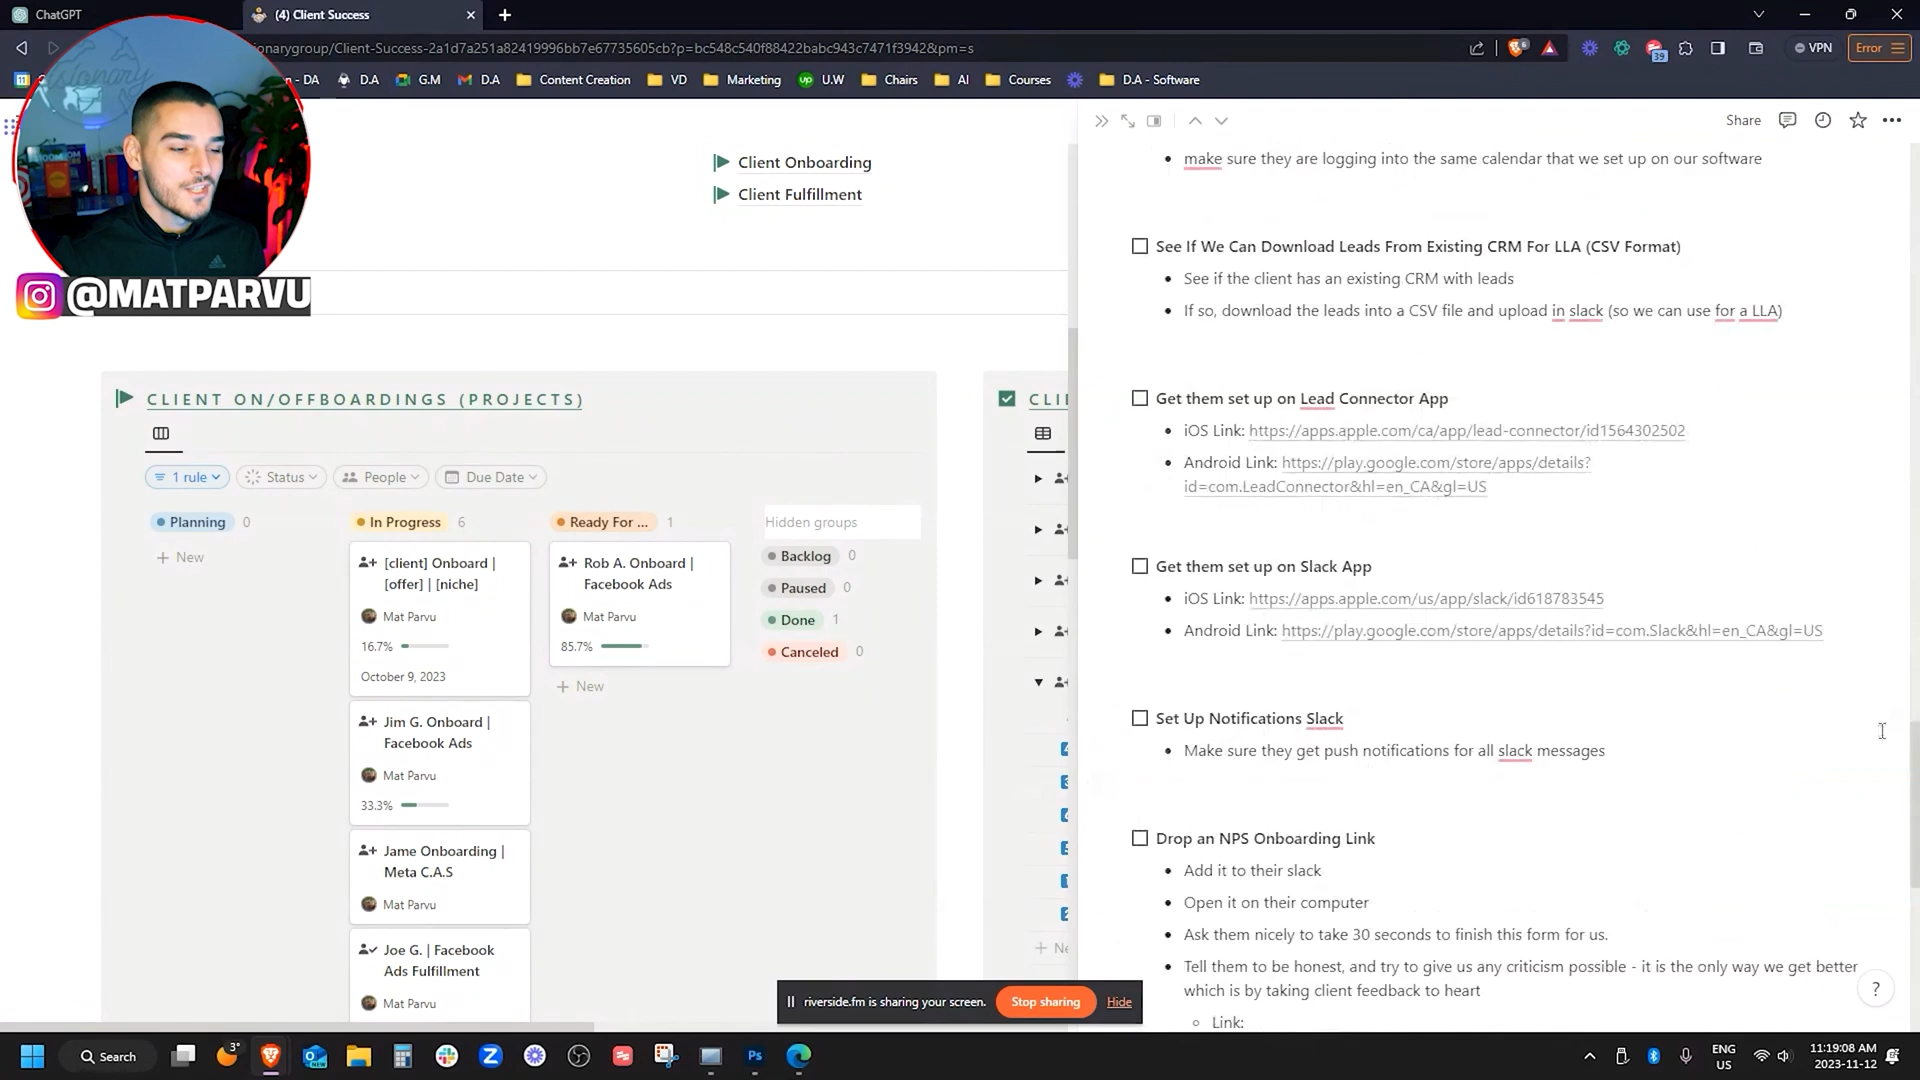 ChatGPT
(4) Client Success
ionarygroup/Client-Success-2a1d7a251a82419996bb7e67735605cb?p=bc548c540f88422babc943c7471f3942&pm=s
39
VPN
Error
- DA
D.A
G.M
D.A
Content Creation
VD
Marketing
U.W
Chairs
AI
Courses
D.A - Software
@MATPARVU
Client Onboarding
Client Fulfillment
CLIENT ON/OFFBOARDINGS (PROJECTS)
1 rule
Status
People
Due Date
Planning 0
+ New
In Progress 6
[client] Onboard |
[offer] | [niche]
Mat Parvu
16.7%
October 9, 2023
Jim G. Onboard |
Facebook Ads
Mat Parvu
33.3%
Jame Onboarding |
Meta C.A.S
Mat Parvu
Joe G. | Facebook
Ads Fulfillment
Mat Parvu
Ready For ... 1
Rob A. Onboard |
Facebook Ads
Mat Parvu
85.7%
+ New
Hidden groups
Backlog 0
Paused 0
Done 1
Canceled 0
CLIE
+ Ne
Share
make sure they are logging into the same calendar that we set up on our software
See If We Can Download Leads From Existing CRM For LLA (CSV Format)
See if the client has an existing CRM with leads
If so, download the leads into a CSV file and upload in slack (so we can use for a LLA)
Get them set up on Lead Connector App
iOS Link: https://apps.apple.com/ca/app/lead-connector/id1564302502
Android Link: https://play.google.com/store/apps/details?
id=com.LeadConnector&hl=en_CA&gl=US
Get them set up on Slack App
iOS Link: https://apps.apple.com/us/app/slack/id618783545
Android Link: https://play.google.com/store/apps/details?id=com.Slack&hl=en_CA&gl=US
Set Up Notifications Slack
Make sure they get push notifications for all slack messages
Drop an NPS Onboarding Link
Add it to their slack
Open it on their computer
Ask them nicely to take 30 seconds to finish this form for us.
Tell them to be honest, and try to give us any criticism possible - it is the only way we get better
which is by taking client feedback to heart
Link:
?
riverside.fm is sharing your screen.
Stop sharing
Hide
Search
3°
ENG
US
11:19:08 AM
2023-11-12